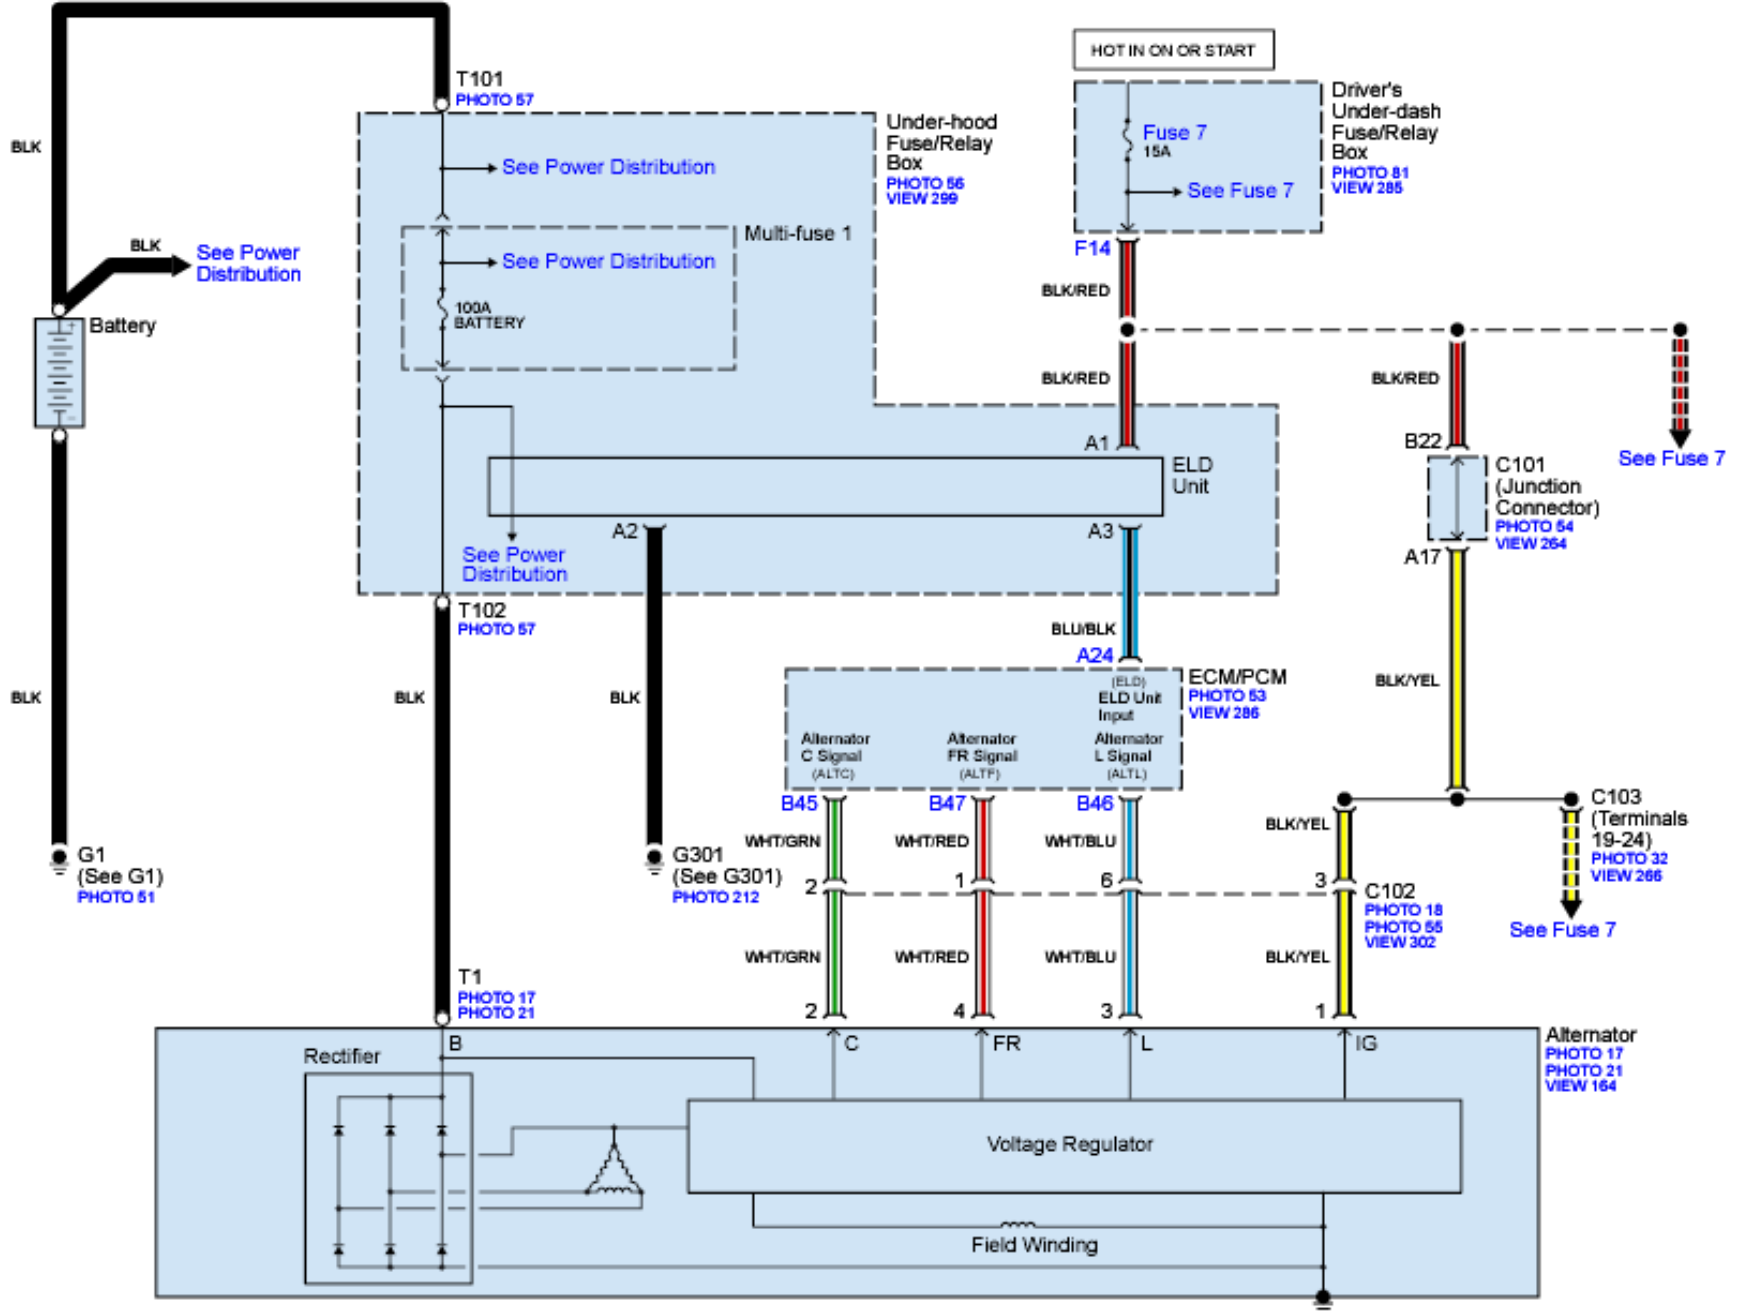 HOT IN ON OR START
T101
PHOTO 57
BLK
See Power Distribution
Under-hood
Fuse/Relay
Box
PHOTO 56
VIEW 299
Fuse 7
15A
See Fuse 7
Driver's
Under-dash
Fuse/Relay
Box
PHOTO 81
VIEW 285
BLK
See Power
Distribution
Multi-fuse 1
See Power Distribution
100A
BATTERY
F14
BLK/RED
Battery
+
-
BLK/RED
BLK/RED
A1
B22
See Fuse 7
ELD
Unit
C101
(Junction
Connector)
PHOTO 54
VIEW 264
A2
A3
A17
See Power
Distribution
T102
PHOTO 57
BLU/BLK
A24
BLK
BLK
BLK
BLK/YEL
(ELD)
ELD Unit
Input
ECM/PCM
PHOTO 53
VIEW 286
Alternator
C Signal
(ALTC)
Alternator
FR Signal
(ALTF)
Alternator
L Signal
(ALTL)
B45
B47
B46
C103
(Terminals
19-24)
PHOTO 32
VIEW 266
WHT/GRN
WHT/RED
WHT/BLU
BLK/YEL
G1
(See G1)
PHOTO 51
G301
(See G301)
PHOTO 212
2
1
6
3
C102
PHOTO 18
PHOTO 55
VIEW 302
See Fuse 7
WHT/GRN
WHT/RED
WHT/BLU
BLK/YEL
T1
PHOTO 17
PHOTO 21
2
4
3
1
B
C
FR
L
IG
Alternator
PHOTO 17
PHOTO 21
VIEW 164
Rectifier
Voltage Regulator
Field Winding